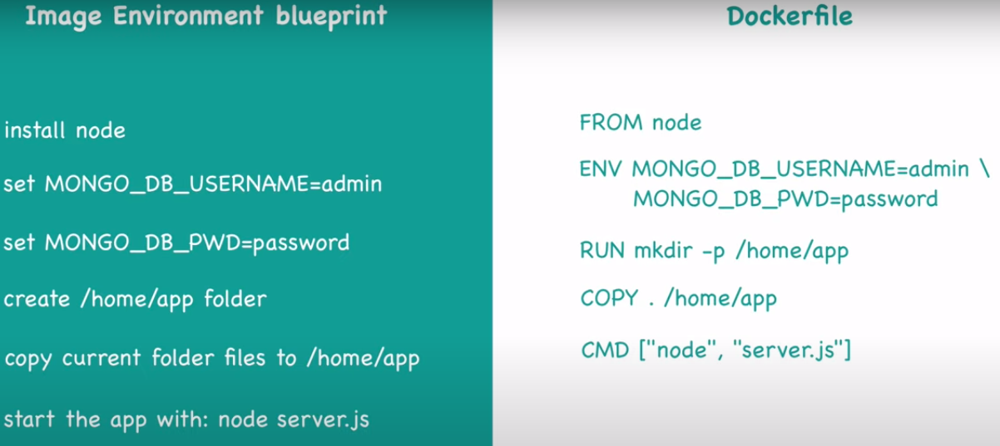 Image Environment blueprint
install node
set MONGO_DB_USERNAME=admin
set MONGO_DB_PWD=password
create /home/app folder
copy current folder files to /home/app
start the app with: node server.js
Dockerfile
FROM node
ENV MONGO_DB_USERNAME=admin \
MONGO_DB_PWD=password
RUN mkdir -p /home/app
COPY . /home/app
CMD ["node", "server.js"]